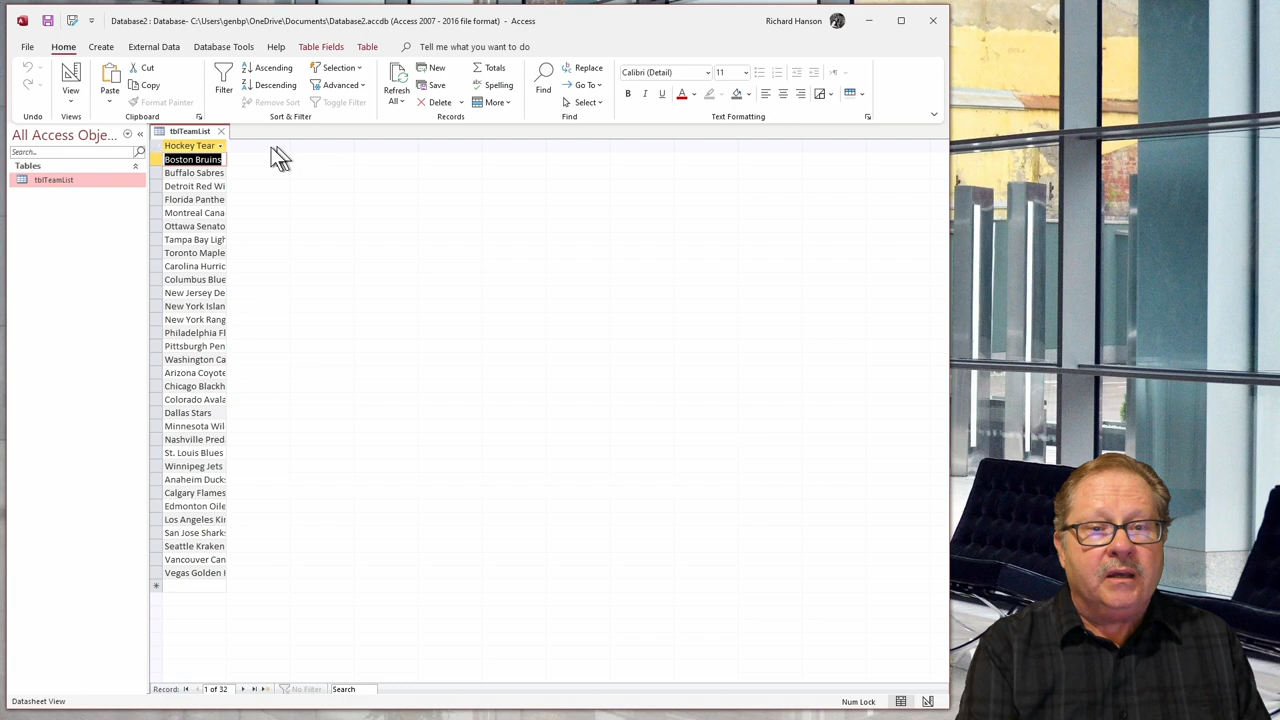 Database2 : Database- C:\Users\genbp\OneDrive\Documents\Database2.accdb (Access 2007 - 2016 file format) - Access
Richard Hanson
File Home Create External Data Database Tools Help Table Fields Table Tell me what you want to do
View
Paste
Cut
Copy
Format Painter
Filter
Ascending
Descending
Remove Sort
Selection
Advanced
Toggle Filter
Refresh
All
New
Save
Delete
Totals
Spelling
More
Find
Replace
Go To
Select
Calibri (Detail) 11
B I U A
Undo Views Clipboard Sort & Filter Records Find Text Formatting
All Access Obje...
Search...
Tables
tblTeamList
tblTeamList
Hockey Tear
Boston Bruins
Buffalo Sabres
Detroit Red Wi
Florida Panthe
Montreal Cana
Ottawa Senato
Tampa Bay Ligh
Toronto Maple
Carolina Hurric
Columbus Blue
New Jersey De
New York Islan
New York Rang
Philadelphia Fl
Pittsburgh Pen
Washington Ca
Arizona Coyote
Chicago Blackh
Colorado Avala
Dallas Stars
Minnesota Wil
Nashville Pred
St. Louis Blues
Winnipeg Jets
Anaheim Ducks
Calgary Flames
Edmonton Oile
Los Angeles Kin
San Jose Sharks
Seattle Kraken
Vancouver Can
Vegas Golden K
Record: 1 of 32 No Filter Search
Datasheet View
Num Lock